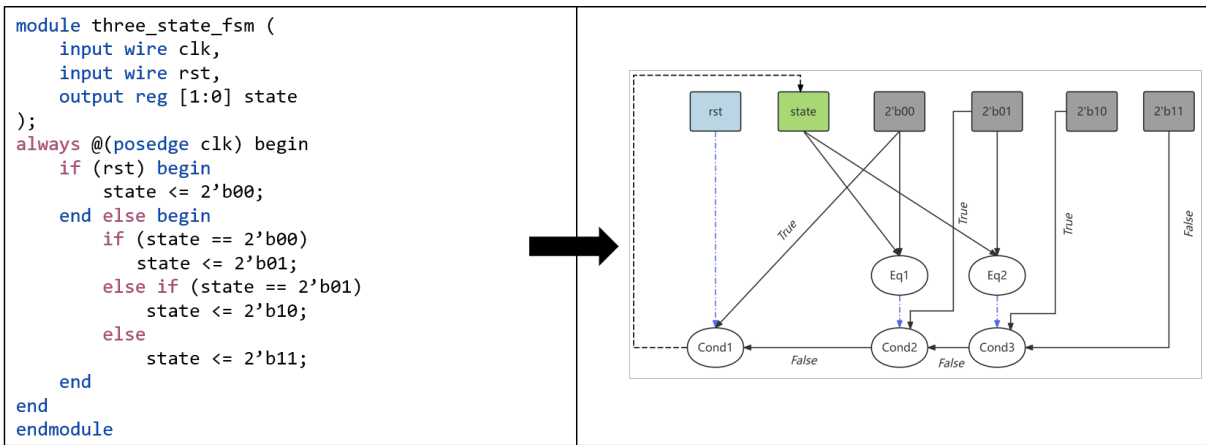 module three_state_fsm (
    input wire clk,
    input wire rst,
    output reg [1:0] state
);
always @(posedge clk) begin
    if (rst) begin
        state <= 2’b00;
    end else begin
        if (state == 2’b00)
            state <= 2’b01;
        else if (state == 2’b01)
            state <= 2’b10;
        else
            state <= 2’b11;
    end
end
endmodule
rst
state
2'b00
2'b01
2'b10
2'b11
True
True
True
False
Eq1
Eq2
Cond1
Cond2
Cond3
False
False